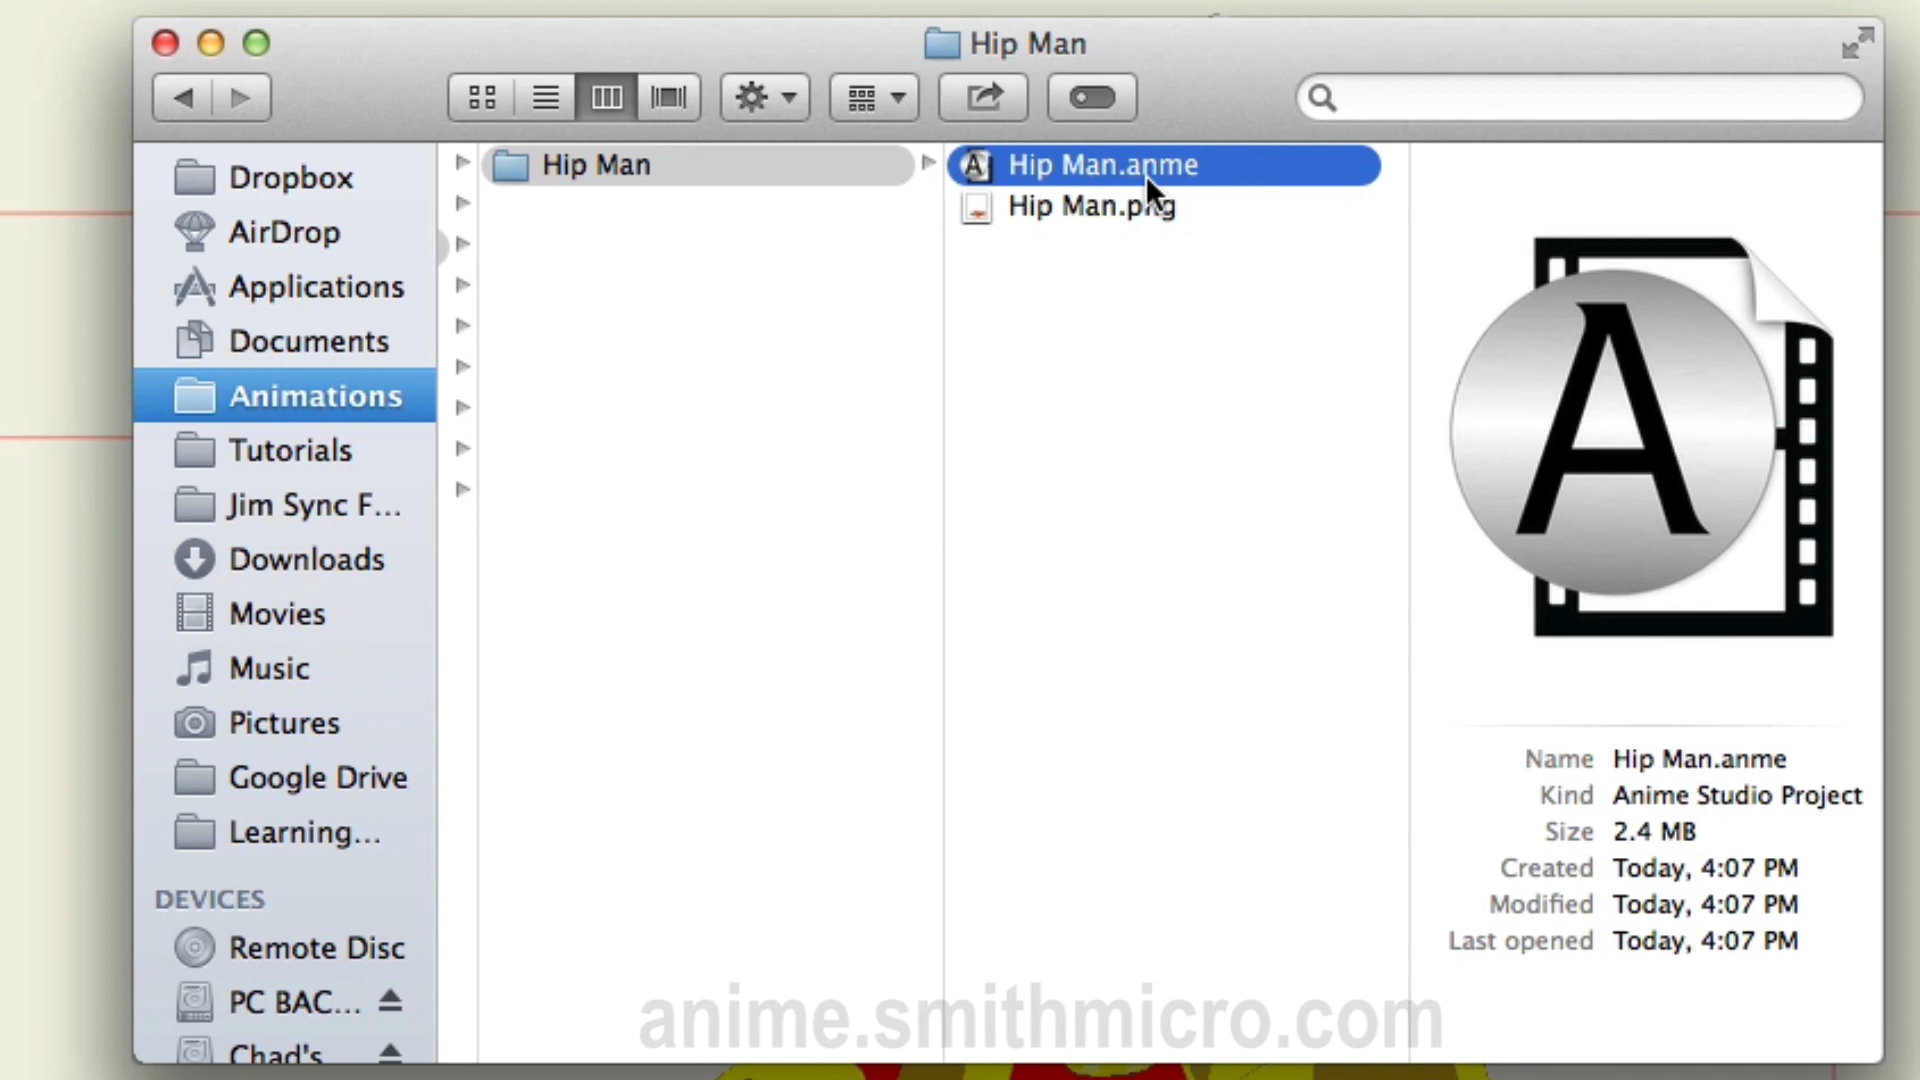 Hip Man
Dropbox
AirDrop
Applications
Documents
Animations
Tutorials
Jim Sync F...
Downloads
Movies
Music
Pictures
Google Drive
Learning...
DEVICES
Remote Disc
PC BAC...
Chad's
Hip Man
Hip Man.anme
Hip Man.png
A
Name Hip Man.anme
Kind Anime Studio Project
Size 2.4 MB
Created Today, 4:07 PM
Modified Today, 4:07 PM
Last opened Today, 4:07 PM
anime.smithmicro.com